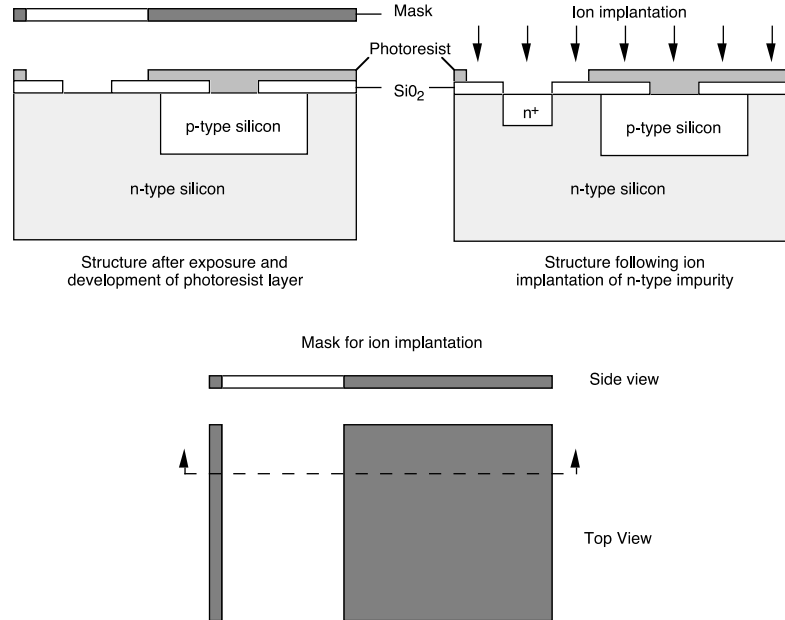 Mask
Ion implantation
Photoresist
Si0₂
n⁺
p-type silicon
p-type silicon
n-type silicon
n-type silicon
Structure after exposure and
development of photoresist layer
Structure following ion
implantation of n-type impurity
Mask for ion implantation
Side view
Top View